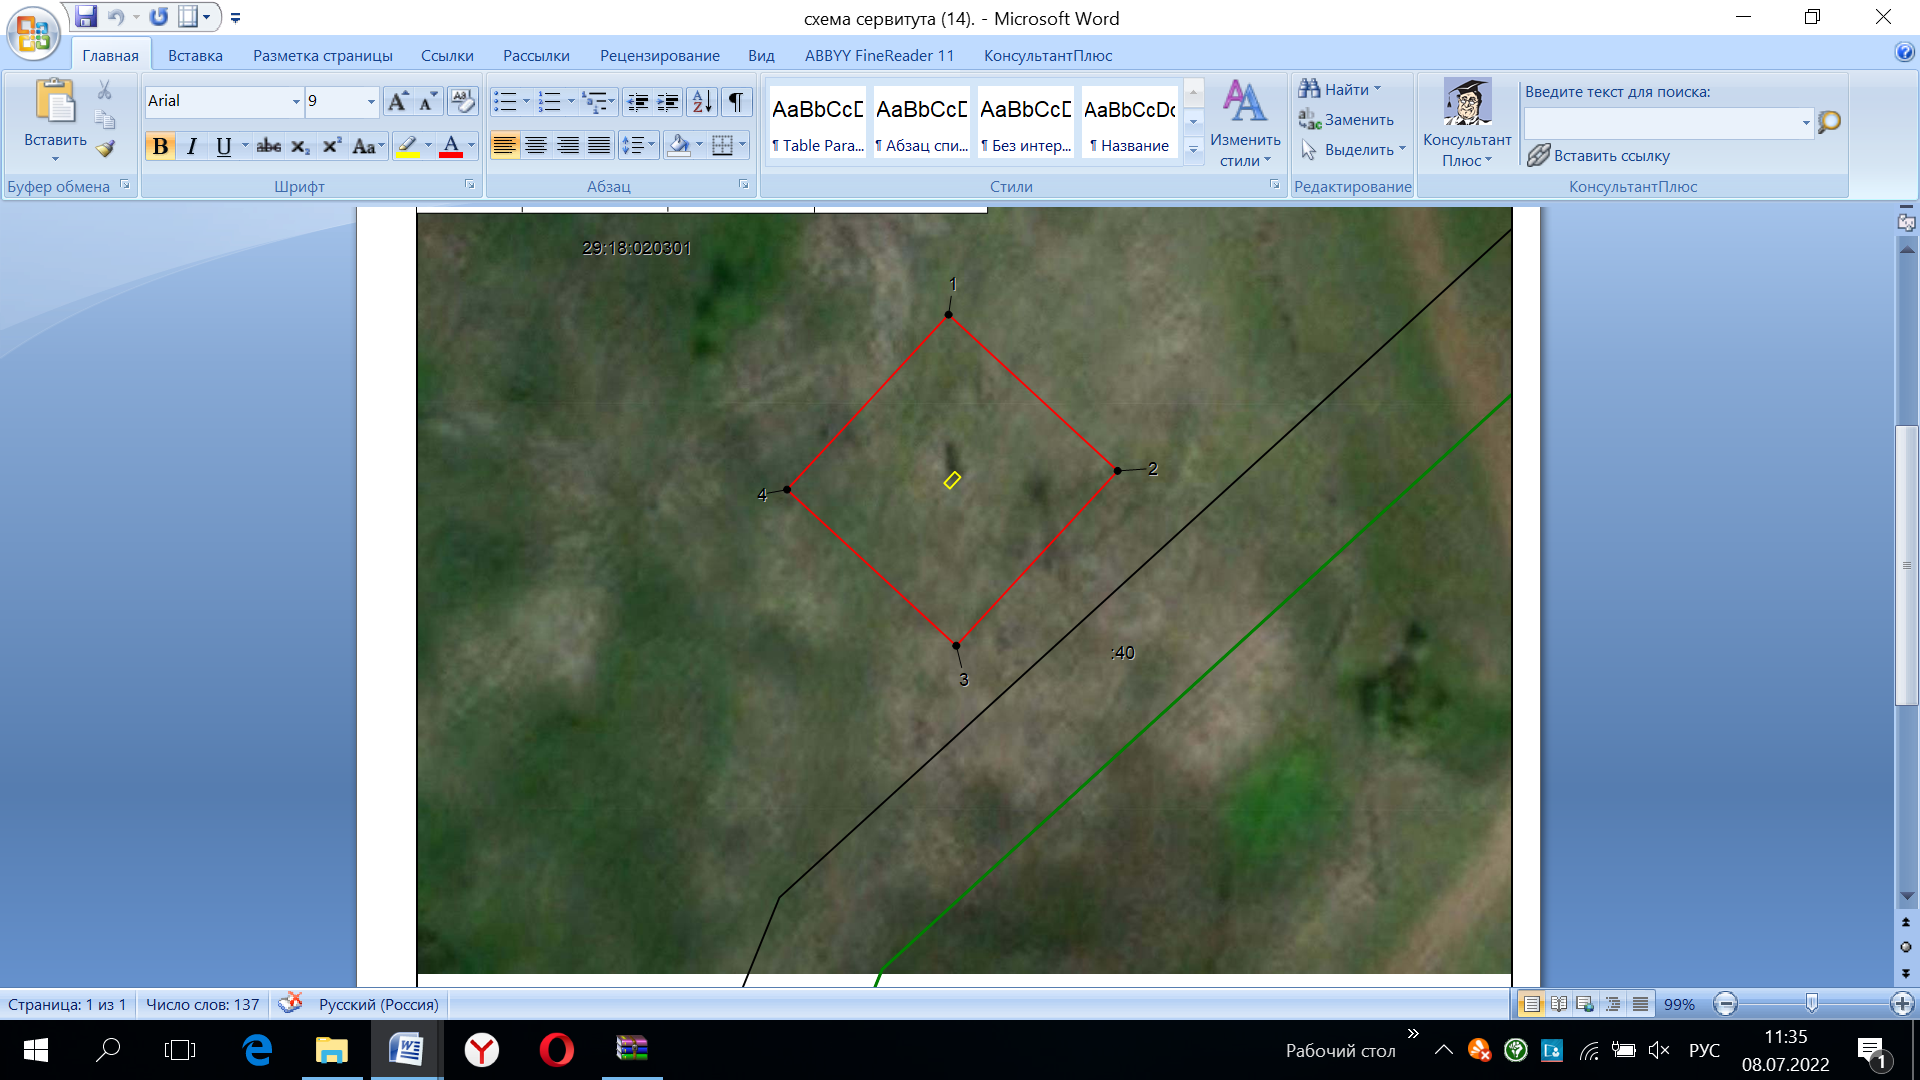 схема сервитута (14). - Microsoft Word
Главная Вставка Разметка страницы Ссылки Рассылки Рецензирование Вид ABBYY FineReader 11 КонсультантПлюс
Вставить
Буфер обмена
Arial 9
Шрифт
Абзац
AaBbCcD AaBbCcD AaBbCcD AaBbCcDc
¶ Table Para... ¶ Абзац спи... ¶ Без интер... ¶ Название
Изменить стили
Стили
Найти
Заменить
Выделить
Редактирование
Консультант Плюс
Введите текст для поиска:
Вставить ссылку
КонсультантПлюс
29:18:020301
1
2
4
:40
3
Страница: 1 из 1 Число слов: 137 Русский (Россия) 99%
Рабочий стол РУС 11:35
08.07.2022
1